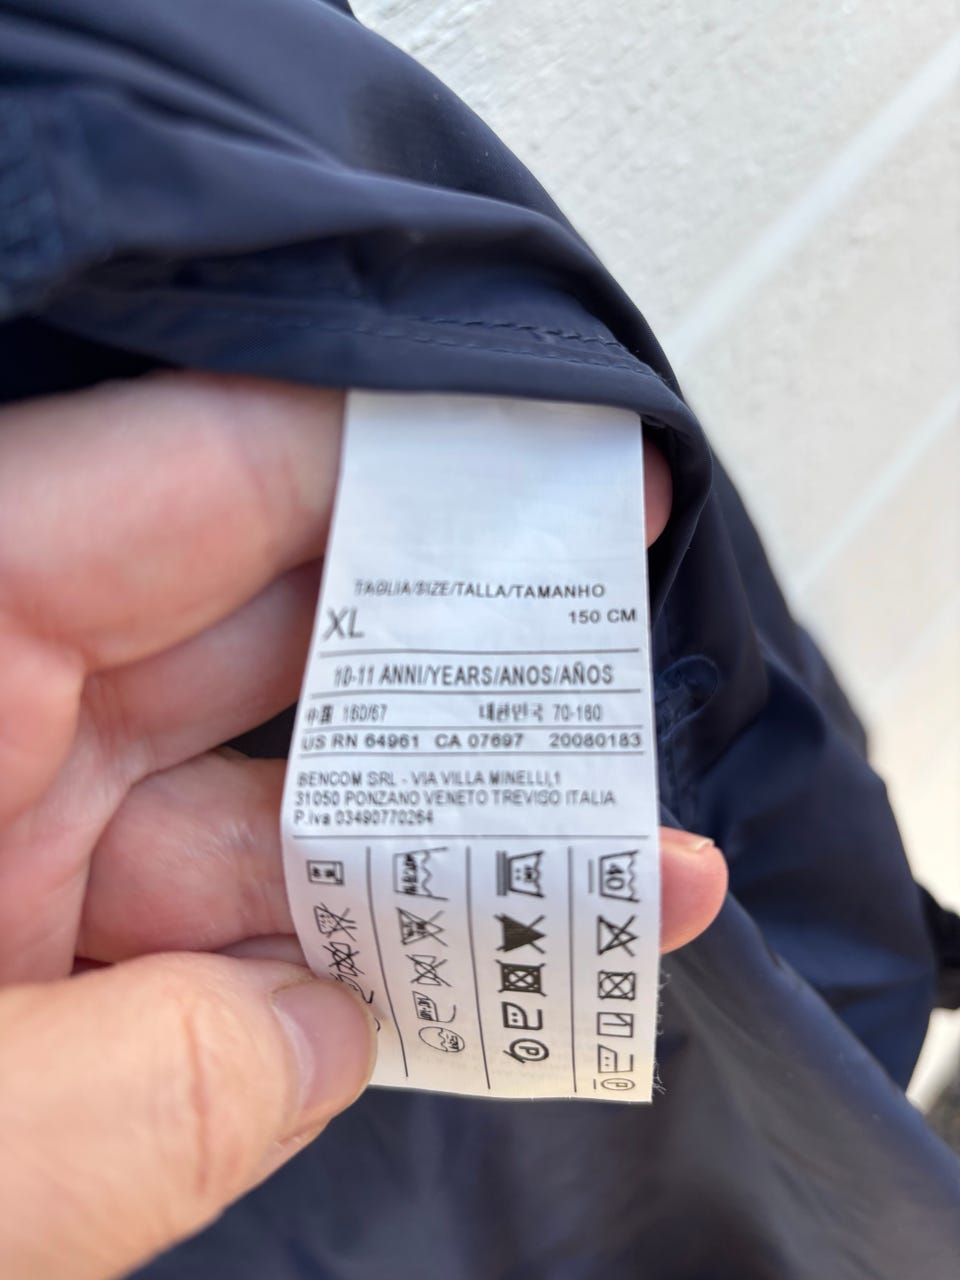 TAGLIA/SIZE/TALLA/TAMANHO
XL 150 CM
10-11 ANNI/YEARS/ANOS/AÑOS
中国 160/67 대한민국 70-160
US RN 64961 CA 07697 20080183
BENCOM SRL - VIA VILLA MINELLI,1
31050 PONZANO VENETO TREVISO ITALIA
P.Iva 03490770264
40
P
P